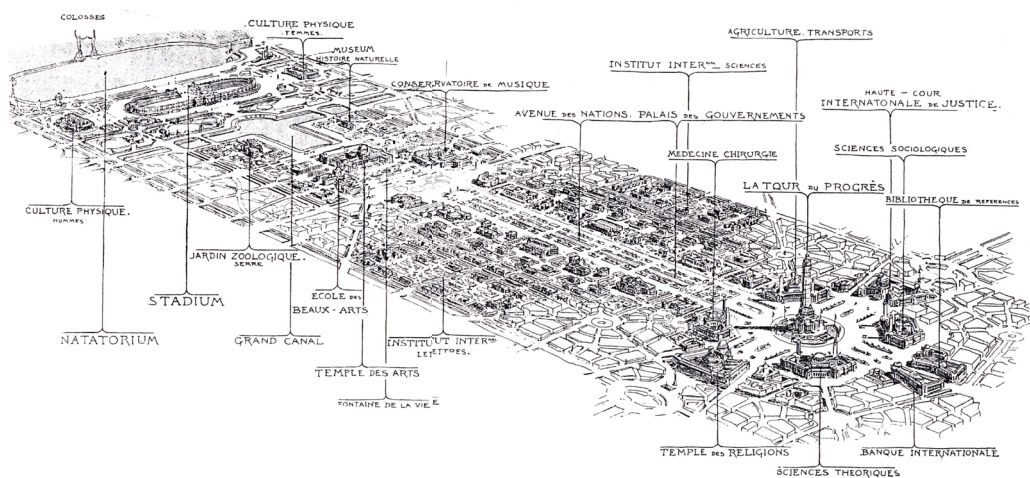 COLOSSES
CULTURE PHYSIQUE
FEMMES.
MUSEUM
HISTOIRE NATURELLE
CONSERVATOIRE DE MUSIQUE
AGRICULTURE. TRANSPORTS
INSTITUT INTER SCIENCES
AVENUE DES NATIONS. PALAIS DES GOUVERNEMENTS
HAUTE - COUR
INTERNATONALE DE JUSTICE.
MEDECINE CHIRURGIE
SCIENCES SOCIOLOGIQUES
LA TOUR DU PROGRÈS
BIBLIOTHEQUE DE REFERENCES
CULTURE PHYSIQUE.
HOMMES
JARDIN ZOOLOGIQUE.
SERRE
STADIUM
ECOLE DES
BEAUX-ARTS
NATATORIUM
GRAND CANAL
INSTITUT INTER
LETTRES.
TEMPLE DES ARTS
FONTAINE DE LA VIE
TEMPLE DES RELIGIONS
BANQUE INTERNATIONALE
SCIENCES THEORIQUES